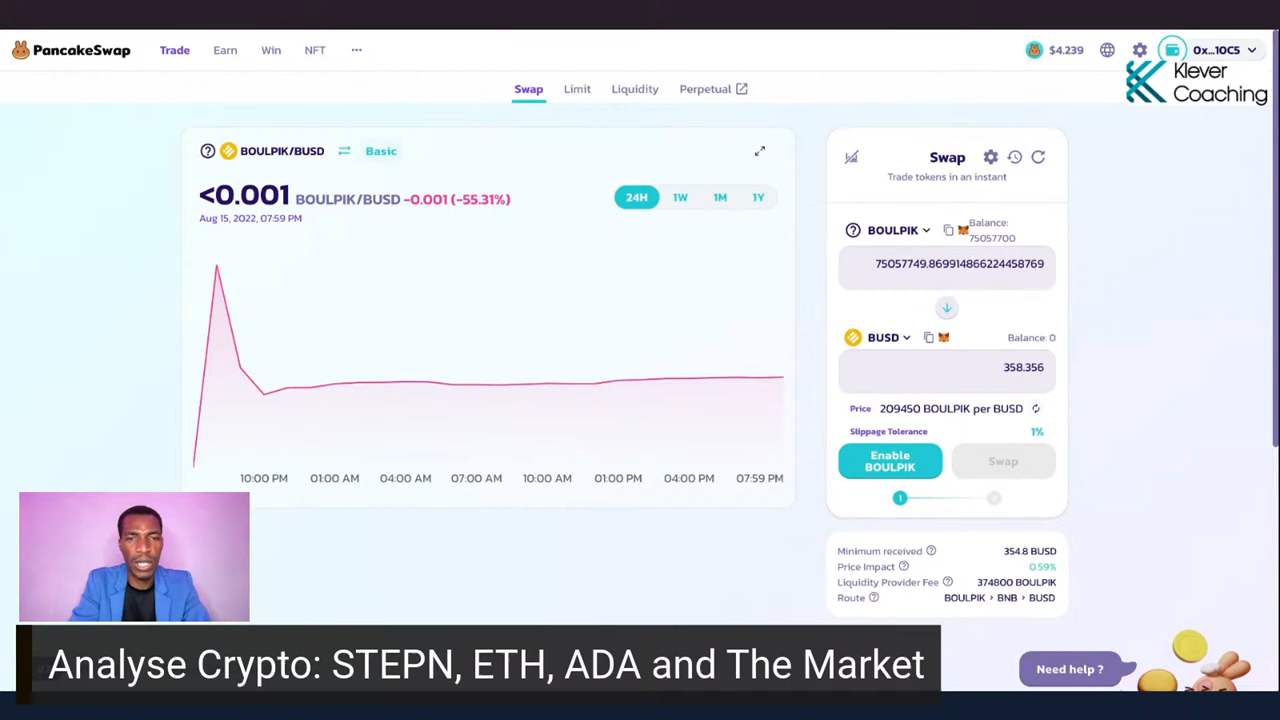 PancakeSwap
Trade
Earn
Win
NFT
$4.239
0x...10C5
Klever
Coaching
Swap
Limit
Liquidity
Perpetual
BOULPIK/BUSD
Basic
<0.001 BOULPIK/BUSD -0.001 (-55.31%)
Aug 15, 2022, 07:59 PM
24H
1W
1M
1Y
10:00 PM
01:00 AM
04:00 AM
07:00 AM
10:00 AM
01:00 PM
04:00 PM
07:59 PM
Swap
Trade tokens in an instant
BOULPIK
Balance:
75057700
75057749.869914866224458769
BUSD
Balance: 0
358.356
Price 209450 BOULPIK per BUSD
Slippage Tolerance 1%
Enable
BOULPIK
Swap
1
Minimum received 354.8 BUSD
Price Impact 0.59%
Liquidity Provider Fee 374800 BOULPIK
Route BOULPIK > BNB > BUSD
Need help ?
Analyse Crypto: STEPN, ETH, ADA and The Market